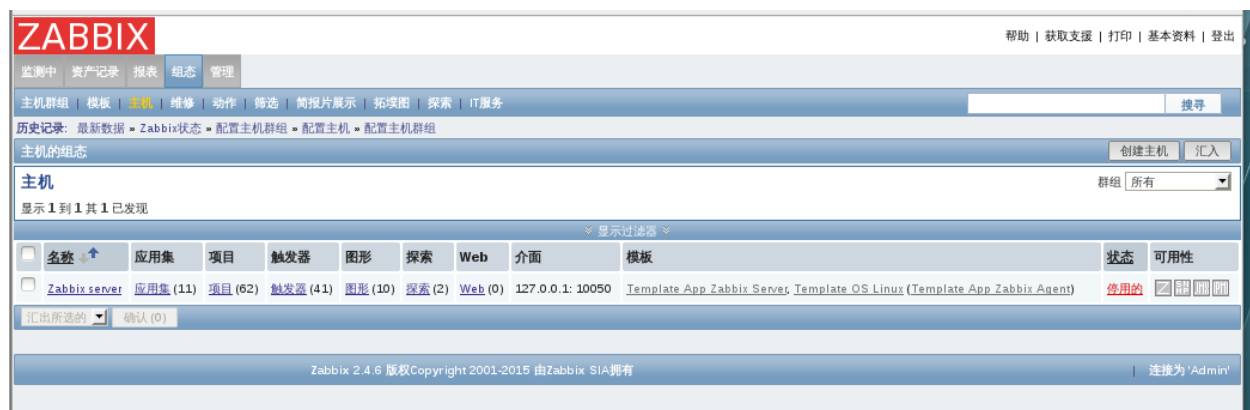 ZABBIX
帮助 | 获取支援 | 打印 | 基本资料 | 登出
监测中 资产记录 报表 组态 管理
主机群组 | 模板 | 主机 | 维修 | 动作 | 筛选 | 简报片展示 | 拓墣图 | 探索 | IT服务 搜寻
历史记录: 最新数据 » Zabbix状态 » 配置主机群组 » 配置主机 » 配置主机群组
主机的组态 创建主机 汇入
主机 群组 所有
显示 1 到 1 其 1 已发现
显示过滤器
名称 应用集 项目 触发器 图形 探索 Web 介面 模板 状态 可用性
Zabbix server 应用集 (11) 项目 (62) 触发器 (41) 图形 (10) 探索 (2) Web (0) 127.0.0.1: 10050 Template App Zabbix Server, Template OS Linux (Template App Zabbix Agent) 停用的 Z SNMP JMX IPMI
汇出所选的 确认 (0)
Zabbix 2.4.6 版权Copyright 2001-2015 由Zabbix SIA拥有 | 连接为 'Admin'